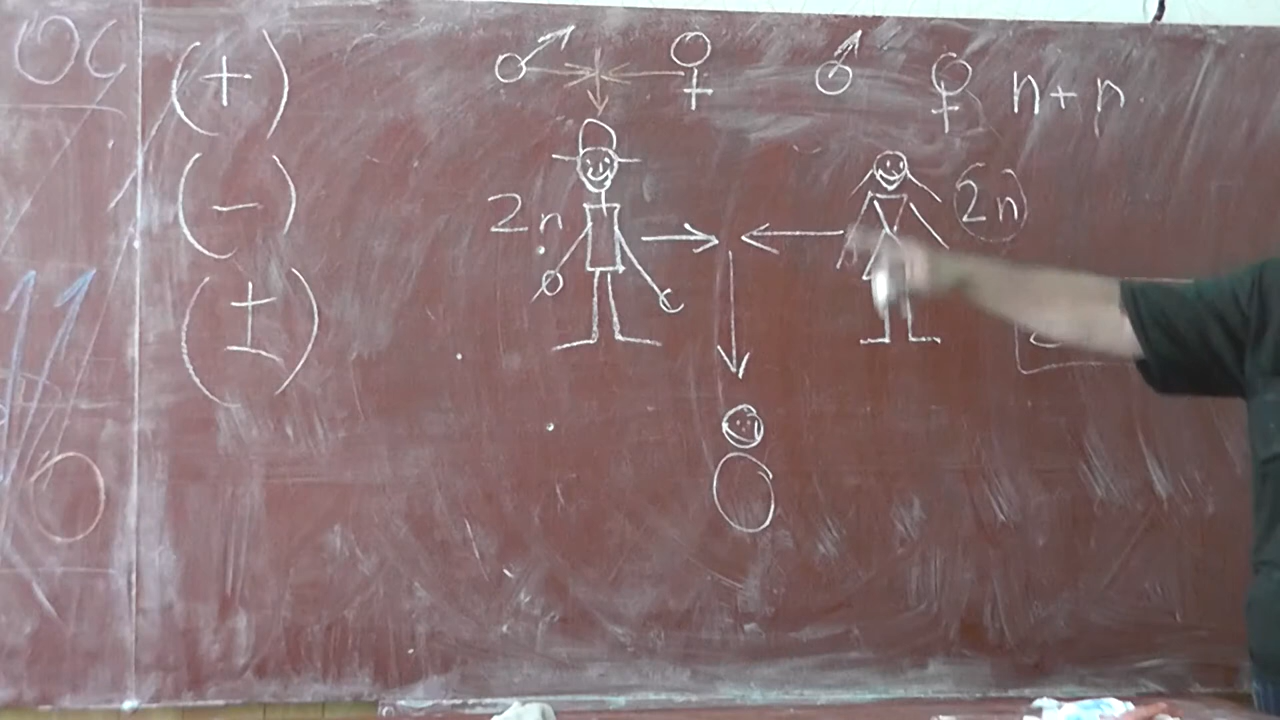 (+)
♂ ♀ ♂ ♀ n + n
(−)
2n (2n)
(±)